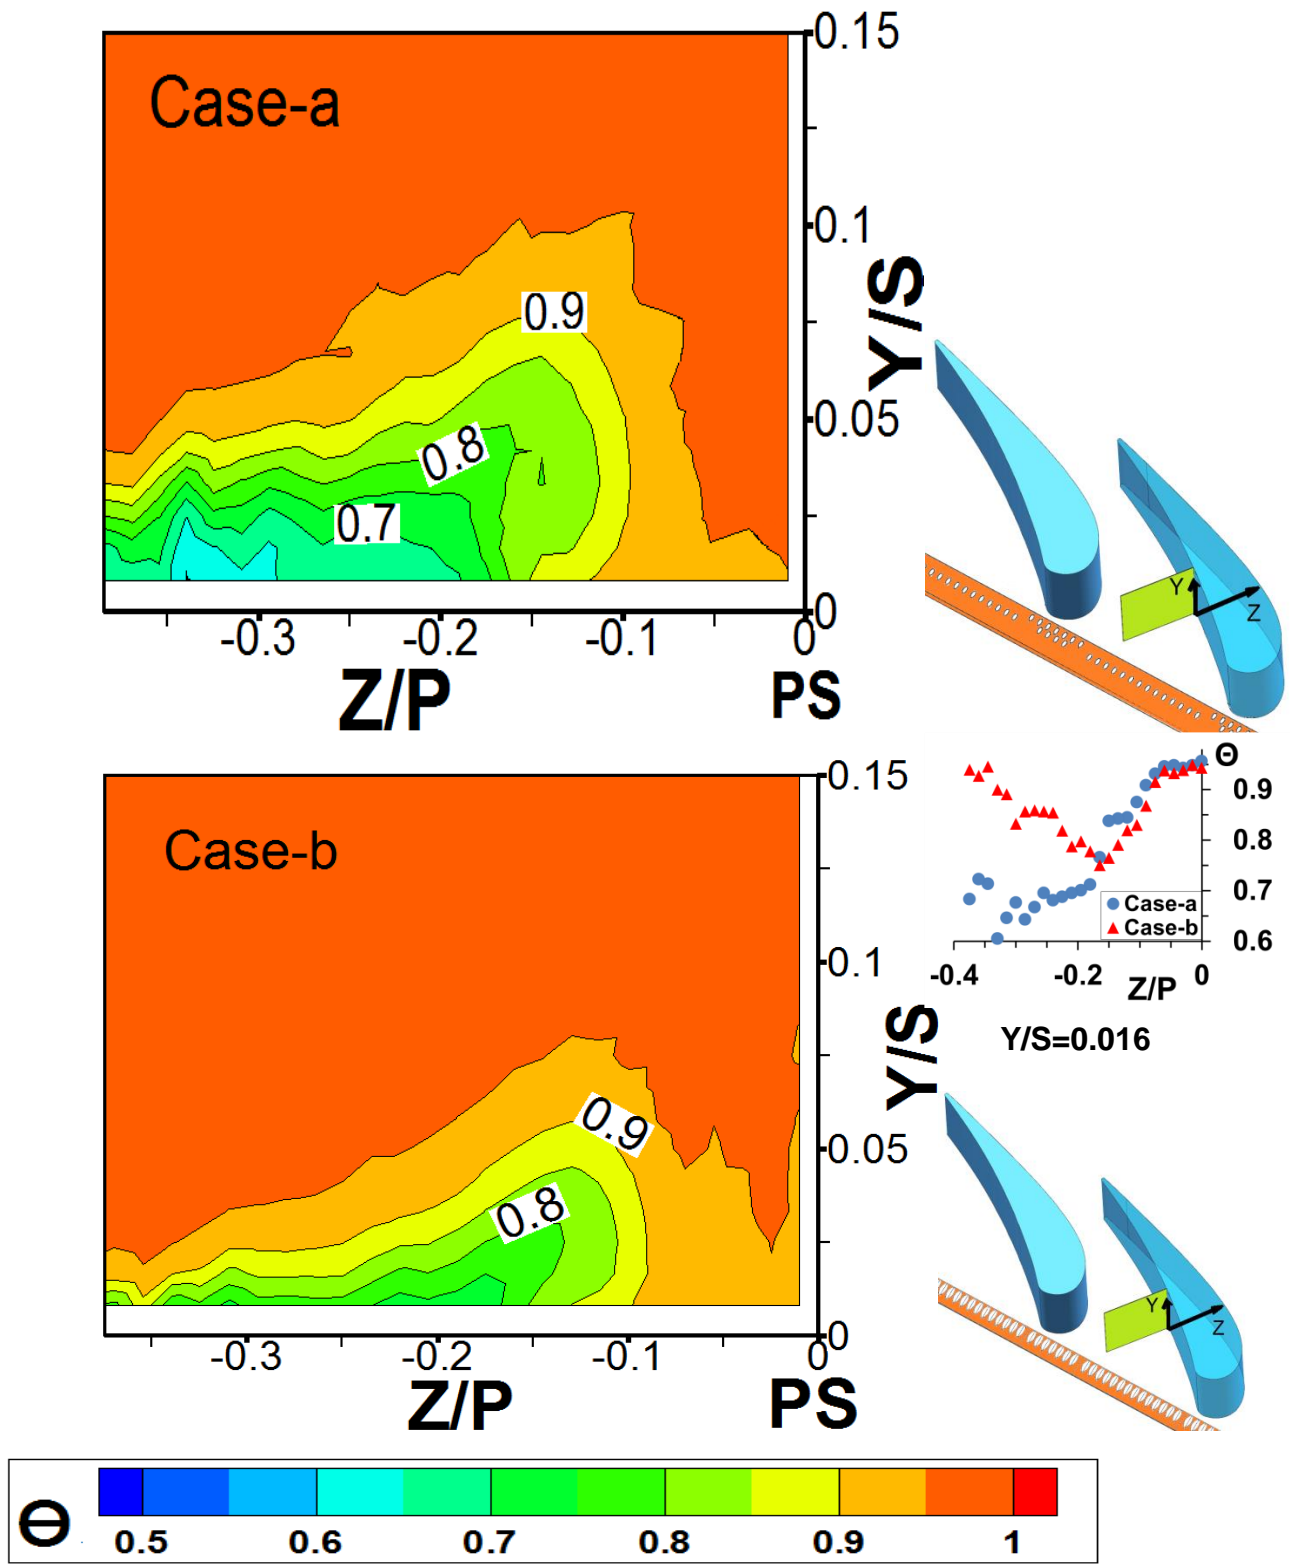 Case-a
0.9
0.8
0.7
0.15
0.1
0.05
0
Y/S
-0.3 -0.2 -0.1 0
Z/P PS
Y
Z
Case-b
0.9
0.8
0.15
0.1
0.05
0
Y/S
-0.3 -0.2 -0.1 0
Z/P PS
Θ
0.9
0.8
0.7
0.6
Case-a
Case-b
-0.4 -0.2 0
Z/P
Y/S=0.016
Y
Z
Θ
0.5 0.6 0.7 0.8 0.9 1